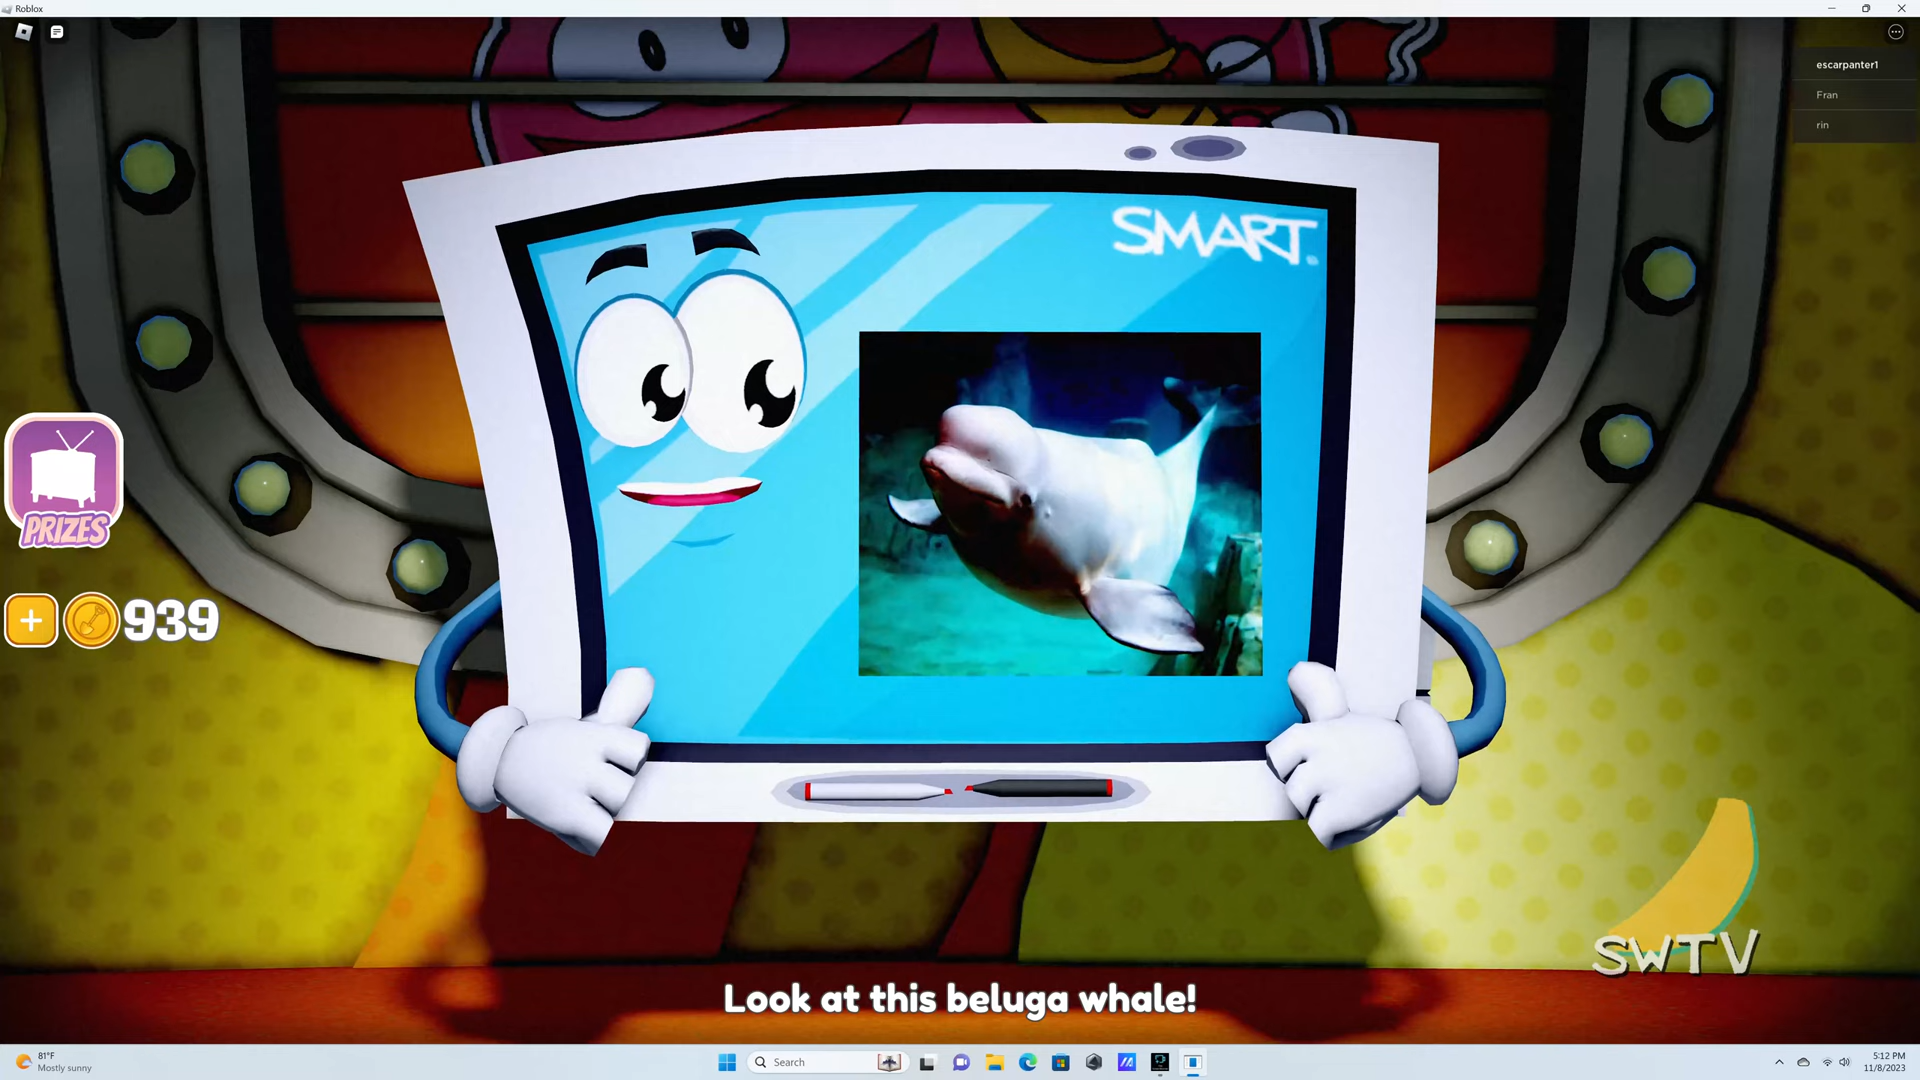 Roblox
escarpanter1
Fran
rin
SMART
PRIZES
+
939
SWTV
Look at this beluga whale!
81°F
Mostly sunny
Search
5:12 PM
11/8/2023